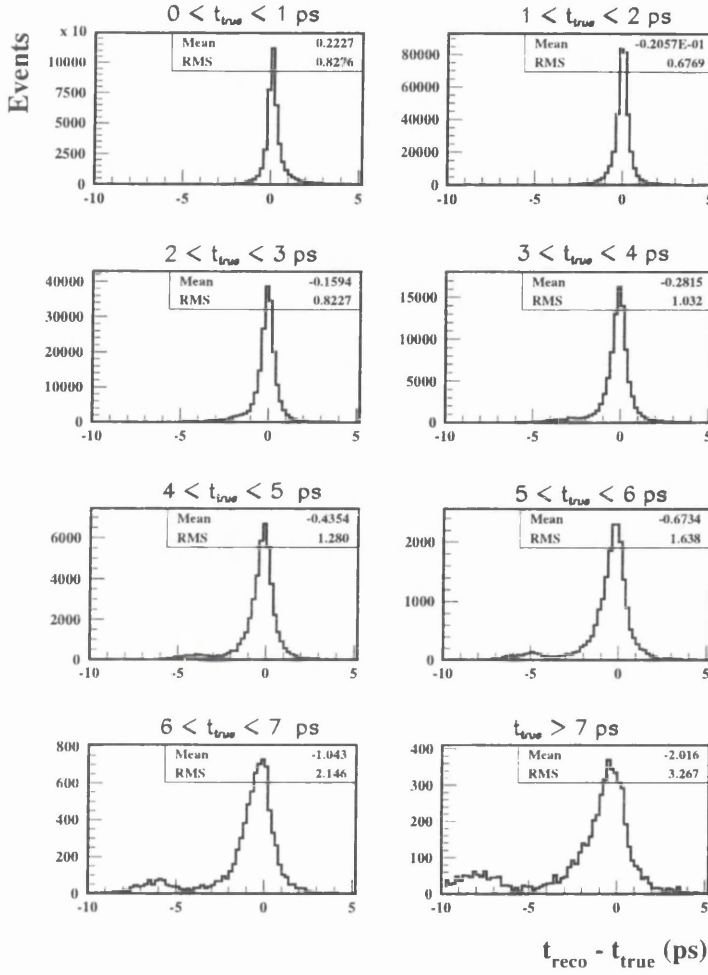 0 < t_true < 1 ps
1 < t_true < 2 ps
Events
x 10
Mean 0.2227
RMS 0.8276
10000
7500
5000
2500
0
-10 -5 0 5
Mean -0.2057E-01
RMS 0.6769
80000
60000
40000
20000
0
-10 -5 0 5
2 < t_true < 3 ps
3 < t_true < 4 ps
Mean -0.1594
RMS 0.8227
40000
30000
20000
10000
0
-10 -5 0 5
Mean -0.2815
RMS 1.032
15000
10000
5000
0
-10 -5 0 5
4 < t_true < 5 ps
5 < t_true < 6 ps
Mean -0.4354
RMS 1.280
6000
4000
2000
0
-10 -5 0 5
Mean -0.6734
RMS 1.638
2000
1000
0
-10 -5 0 5
6 < t_true < 7 ps
t_true > 7 ps
Mean -1.043
RMS 2.146
800
600
400
200
0
-10 -5 0 5
Mean -2.016
RMS 3.267
400
300
200
100
0
-10 -5 0 5
t_reco - t_true (ps)